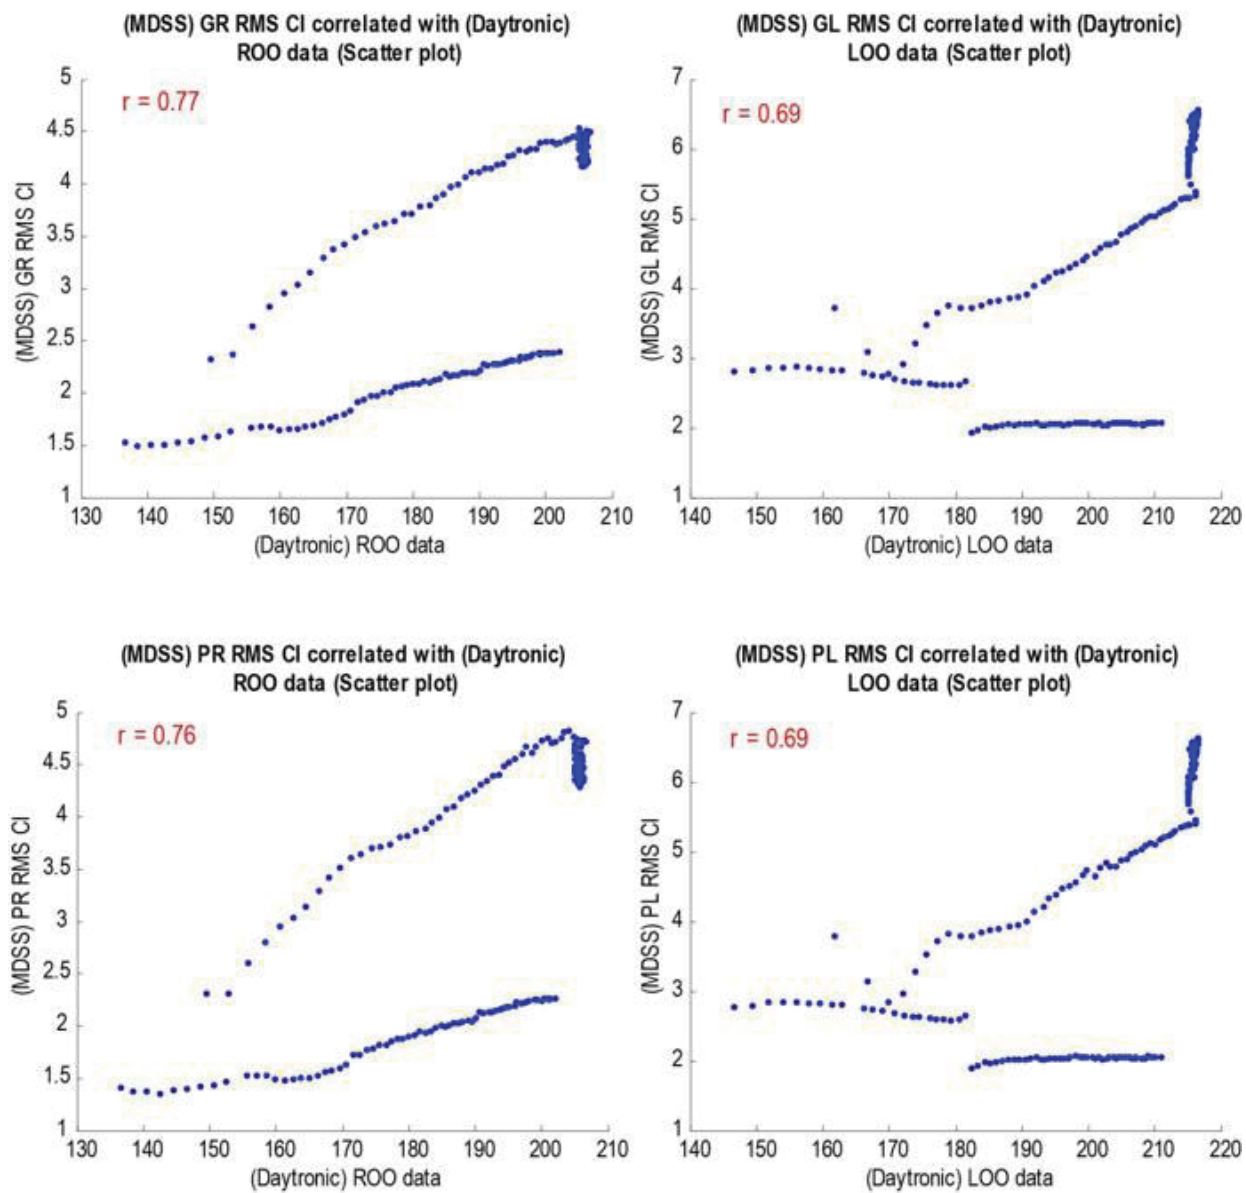 (MDSS) GR RMS CI correlated with (Daytronic)
ROO data (Scatter plot)
r = 0.77
(MDSS) GR RMS CI
5
4.5
4
3.5
3
2.5
2
1.5
1
130 140 150 160 170 180 190 200 210
(Daytronic) ROO data
(MDSS) GL RMS CI correlated with (Daytronic)
LOO data (Scatter plot)
r = 0.69
(MDSS) GL RMS CI
7
6
5
4
3
2
1
140 150 160 170 180 190 200 210 220
(Daytronic) LOO data
(MDSS) PR RMS CI correlated with (Daytronic)
ROO data (Scatter plot)
r = 0.76
(MDSS) PR RMS CI
5
4.5
4
3.5
3
2.5
2
1.5
1
130 140 150 160 170 180 190 200 210
(Daytronic) ROO data
(MDSS) PL RMS CI correlated with (Daytronic)
LOO data (Scatter plot)
r = 0.69
(MDSS) PL RMS CI
7
6
5
4
3
2
1
140 150 160 170 180 190 200 210 220
(Daytronic) LOO data